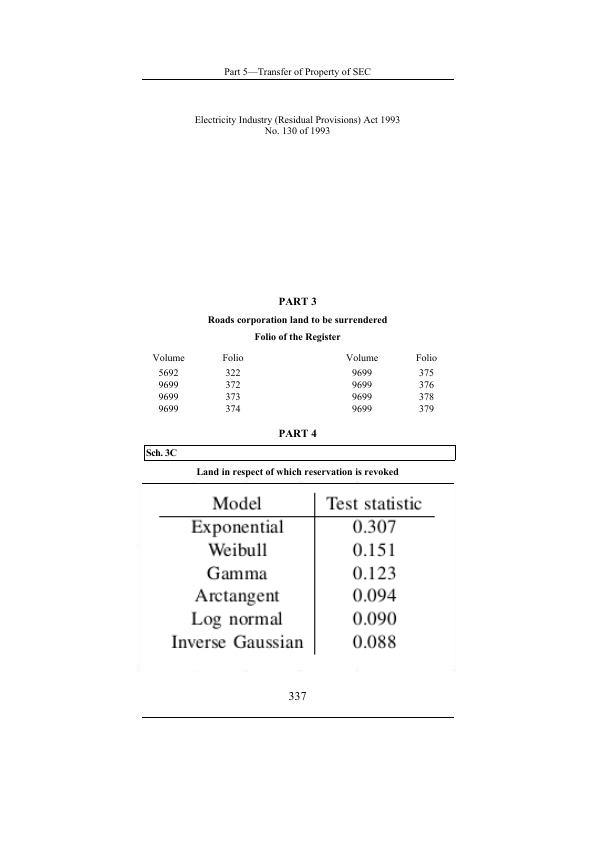 Part 5—Transfer of Property of SEC
Electricity Industry (Residual Provisions) Act 1993
No. 130 of 1993
PART 3
Roads corporation land to be surrendered
Folio of the Register
Volume Folio Volume Folio
5692 322 9699 375
9699 372 9699 376
9699 373 9699 378
9699 374 9699 379
PART 4
Sch. 3C
Land in respect of which reservation is revoked
Model Test statistic
Exponential 0.307
Weibull 0.151
Gamma 0.123
Arctangent 0.094
Log normal 0.090
Inverse Gaussian 0.088
337